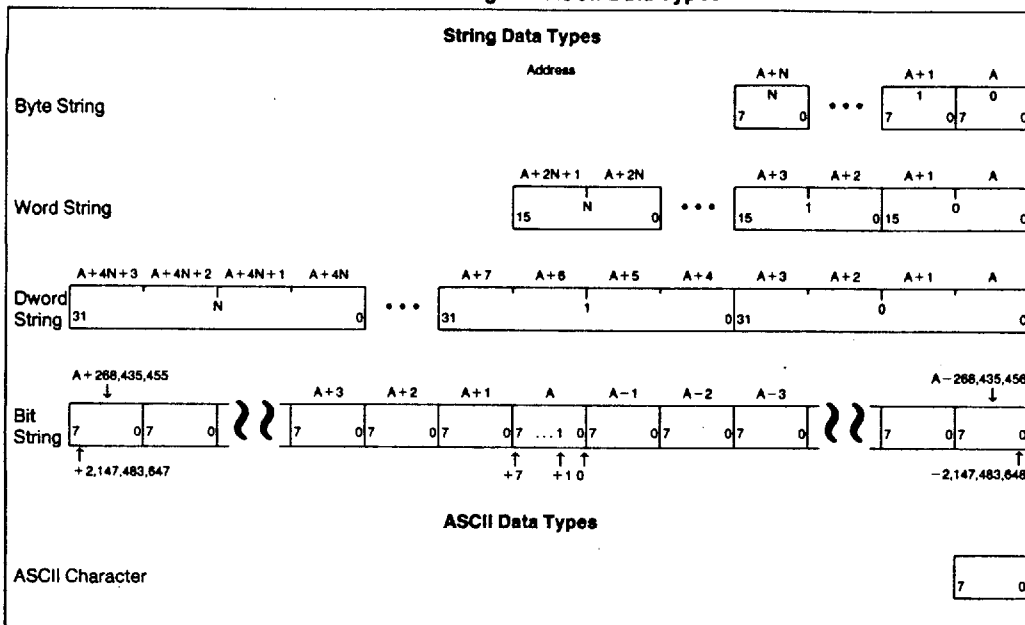 ASCII Data Types
String Data Types
Address
Byte String
A+N A+1 A
N ••• 1 0
7 0 7 0 7 0
Word String
A+2N+1 A+2N A+3 A+2 A+1 A
N ••• 1 0
15 0 15 0 15 0
A+4N+3 A+4N+2 A+4N+1 A+4N A+7 A+6 A+5 A+4 A+3 A+2 A+1 A
Dword
String
N ••• 1 0
31 0 31 0 31 0
A+268,435,455 A−268,435,456
A+3 A+2 A+1 A A−1 A−2 A−3
Bit
String
7 0 7 0 7 0 7 0 7 0 7 ...1 0 7 0 7 0 7 0 7 0 7 0
+2,147,483,647 +7 +1 0 −2,147,483,648
ASCII Data Types
ASCII Character
7 0